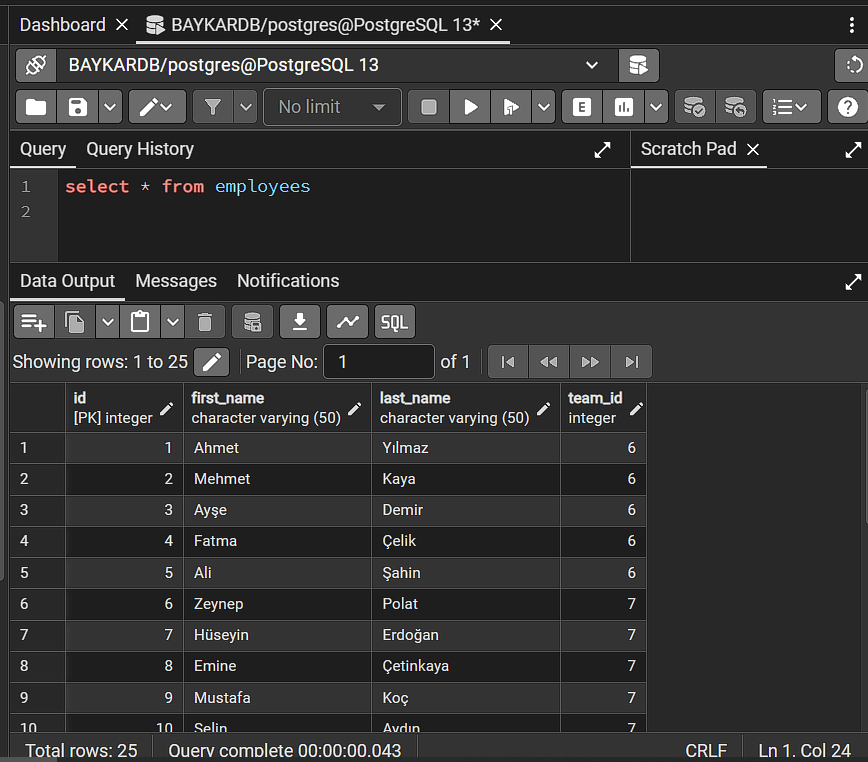 Dashboard
BAYKARDB/postgres@PostgreSQL 13*
BAYKARDB/postgres@PostgreSQL 13
No limit
E
Query Query History Scratch Pad
1 select * from employees
2
Data Output Messages Notifications
SQL
Showing rows: 1 to 25 Page No: 1 of 1
id first_name last_name team_id
[PK] integer character varying (50) character varying (50) integer
1 1 Ahmet Yılmaz 6
2 2 Mehmet Kaya 6
3 3 Ayşe Demir 6
4 4 Fatma Çelik 6
5 5 Ali Şahin 6
6 6 Zeynep Polat 7
7 7 Hüseyin Erdoğan 7
8 8 Emine Çetinkaya 7
9 9 Mustafa Koç 7
10 10 Selin Aydın 7
Total rows: 25 Query complete 00:00:00.043 CRLF Ln 1, Col 24